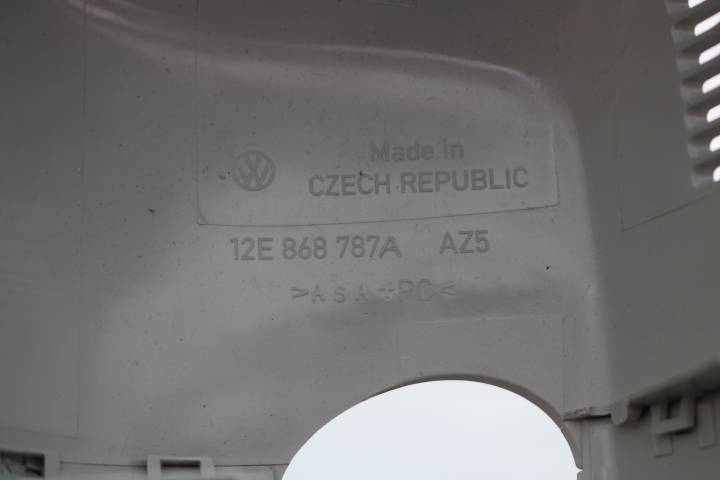 Made in
CZECH REPUBLIC
12E 868 787A AZ5
>ASA+PC<